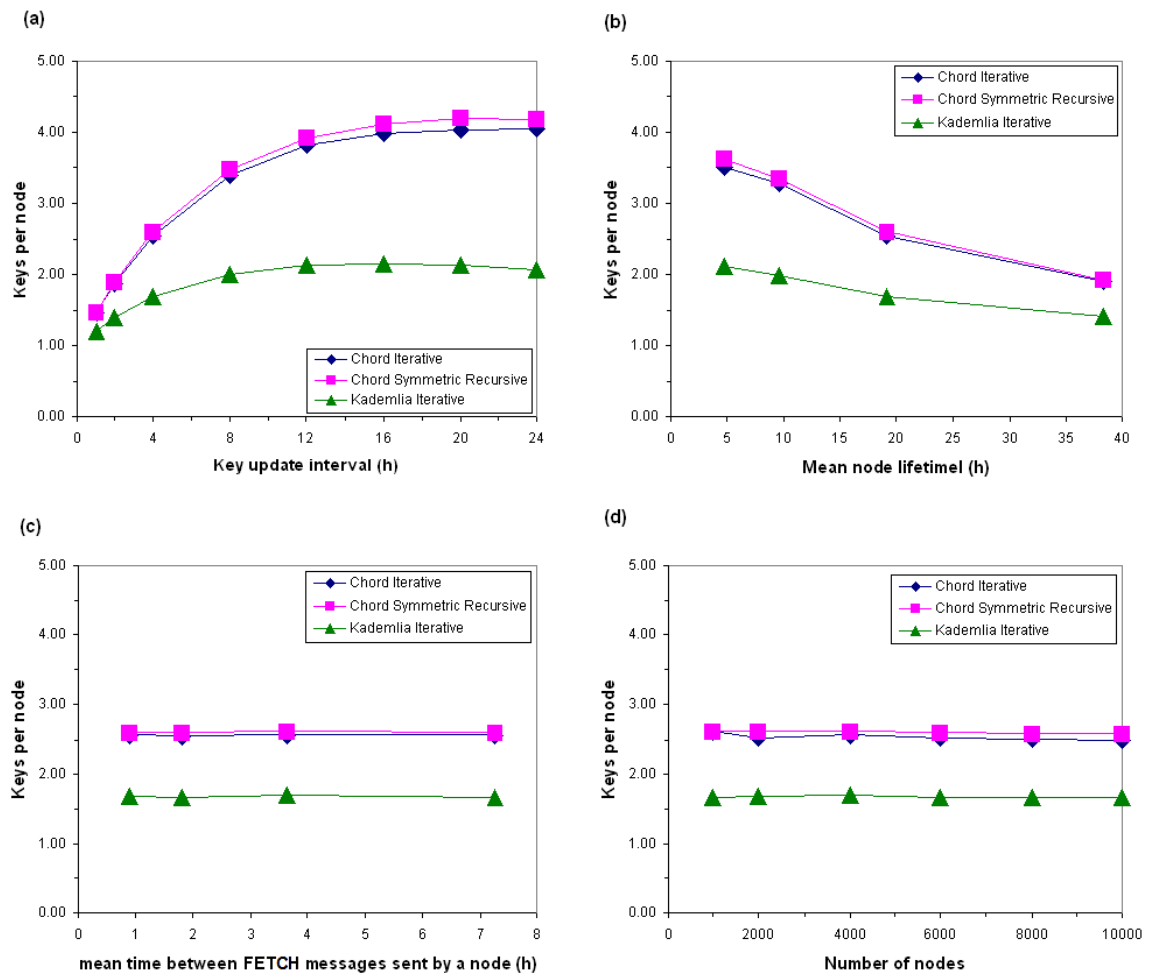 (a)
5.00
4.00
3.00
2.00
1.00
0.00
Keys per node
Chord Iterative
Chord Symmetric Recursive
Kademlia Iterative
0 4 8 12 16 20 24
Key update interval (h)
(b)
5.00
4.00
3.00
2.00
1.00
0.00
Keys per node
Chord Iterative
Chord Symmetric Recursive
Kademlia Iterative
0 5 10 15 20 25 30 35 40
Mean node lifetimel (h)
(c)
5.00
4.00
3.00
2.00
1.00
0.00
Keys per node
Chord Iterative
Chord Symmetric Recursive
Kademlia Iterative
0 1 2 3 4 5 6 7 8
mean time between FETCH messages sent by a node (h)
(d)
5.00
4.00
3.00
2.00
1.00
0.00
Keys per node
Chord Iterative
Chord Symmetric Recursive
Kademlia Iterative
0 2000 4000 6000 8000 10000
Number of nodes